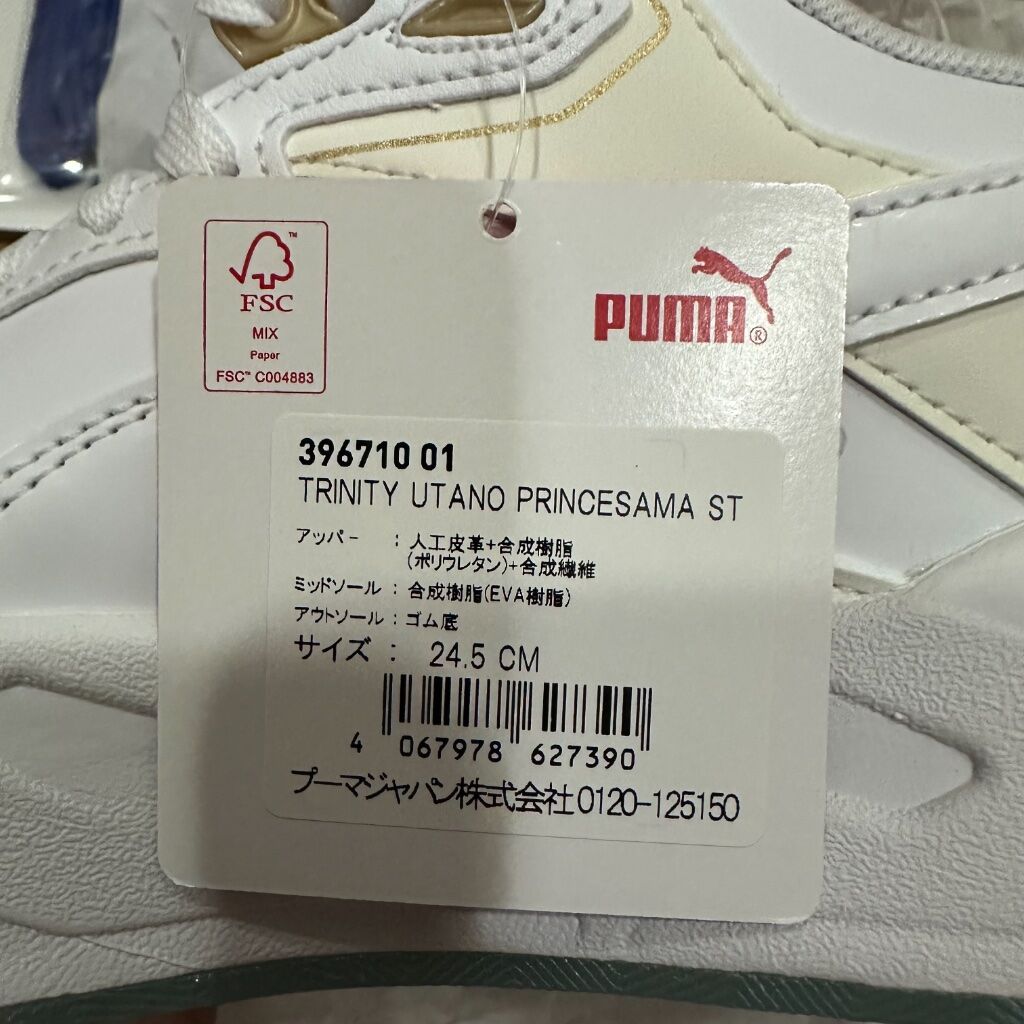 FSC
MIX
Paper
FSC™ C004883
PUMA®
396710 01
TRINITY UTANO PRINCESAMA ST
アッパー : 人工皮革+合成樹脂
(ポリウレタン)+合成繊維
ミッドソール : 合成樹脂(EVA樹脂)
アウトソール : ゴム底
サイズ : 24.5 CM
4 067978 627390
プーマジャパン株式会社0120-125150